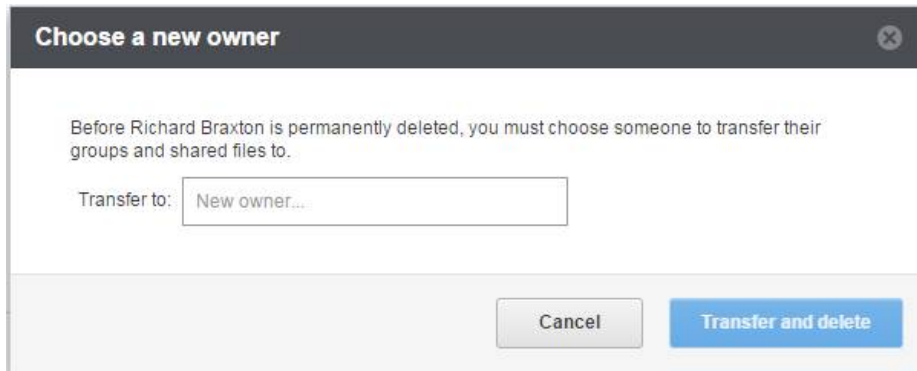 Choose a new owner
Before Richard Braxton is permanently deleted, you must choose someone to transfer their
groups and shared files to.
Transfer to: New owner...
Cancel Transfer and delete